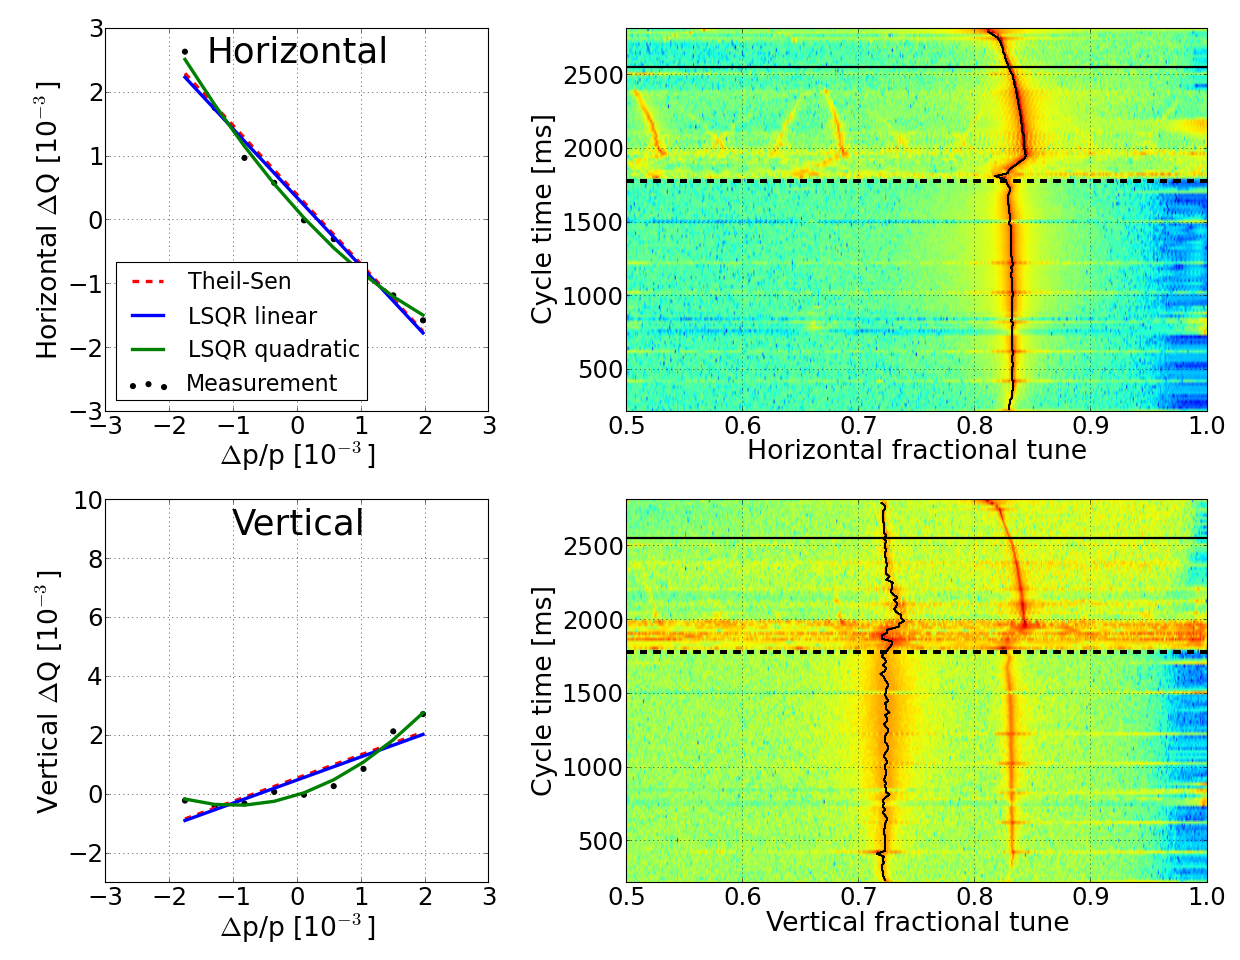 Horizontal
3
2
1
0
−1
−2
−3
Horizontal ΔQ [10⁻³]
Theil-Sen
LSQR linear
LSQR quadratic
Measurement
−3 −2 −1 0 1 2 3
Δp/p [10⁻³]
2500
2000
1500
1000
500
Cycle time [ms]
0.5 0.6 0.7 0.8 0.9 1.0
Horizontal fractional tune
Vertical
10
8
6
4
2
0
−2
Vertical ΔQ [10⁻³]
−3 −2 −1 0 1 2 3
Δp/p [10⁻³]
2500
2000
1500
1000
500
Cycle time [ms]
0.5 0.6 0.7 0.8 0.9 1.0
Vertical fractional tune